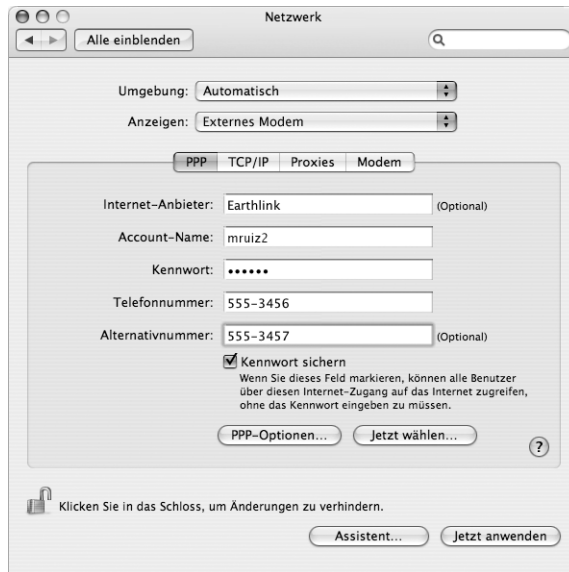 Netzwerk
Alle einblenden
Umgebung: Automatisch
Anzeigen: Externes Modem
PPP TCP/IP Proxies Modem
Internet-Anbieter: Earthlink (Optional)
Account-Name: mruiz2
Kennwort: ••••••
Telefonnummer: 555-3456
Alternativnummer: 555-3457 (Optional)
Kennwort sichern
Wenn Sie dieses Feld markieren, können alle Benutzer
über diesen Internet-Zugang auf das Internet zugreifen,
ohne das Kennwort eingeben zu müssen.
PPP-Optionen... Jetzt wählen... ?
Klicken Sie in das Schloss, um Änderungen zu verhindern.
Assistent... Jetzt anwenden